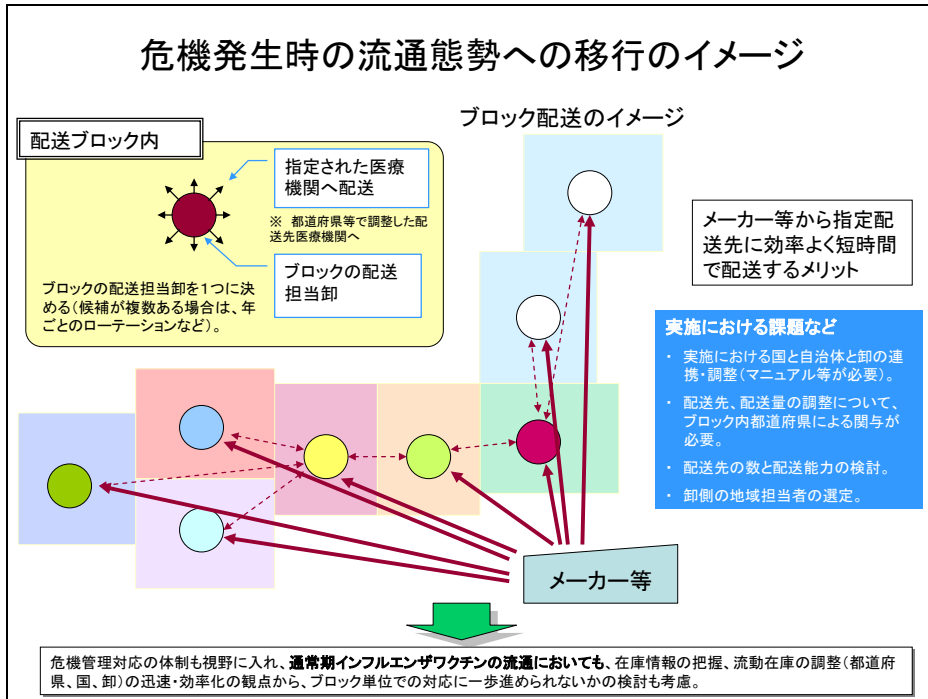 危機発生時の流通態勢への移行のイメージ
配送ブロック内
指定された医療
機関へ配送
※ 都道府県等で調整した配
送先医療機関へ
ブロックの配送
担当卸
ブロックの配送担当卸を1つに決
める(候補が複数ある場合は、年
ごとのローテーションなど)。
ブロック配送のイメージ
メーカー等から指定配
送先に効率よく短時間
で配送するメリット
実施における課題など
・ 実施における国と自治体と卸の連
携・調整(マニュアル等が必要)。
・ 配送先、配送量の調整について、
ブロック内都道府県による関与が
必要。
・ 配送先の数と配送能力の検討。
・ 卸側の地域担当者の選定。
メーカー等
危機管理対応の体制も視野に入れ、通常期インフルエンザワクチンの流通においても、在庫情報の把握、流動在庫の調整(都道府
県、国、卸)の迅速・効率化の観点から、ブロック単位での対応に一歩進められないかの検討も考慮。